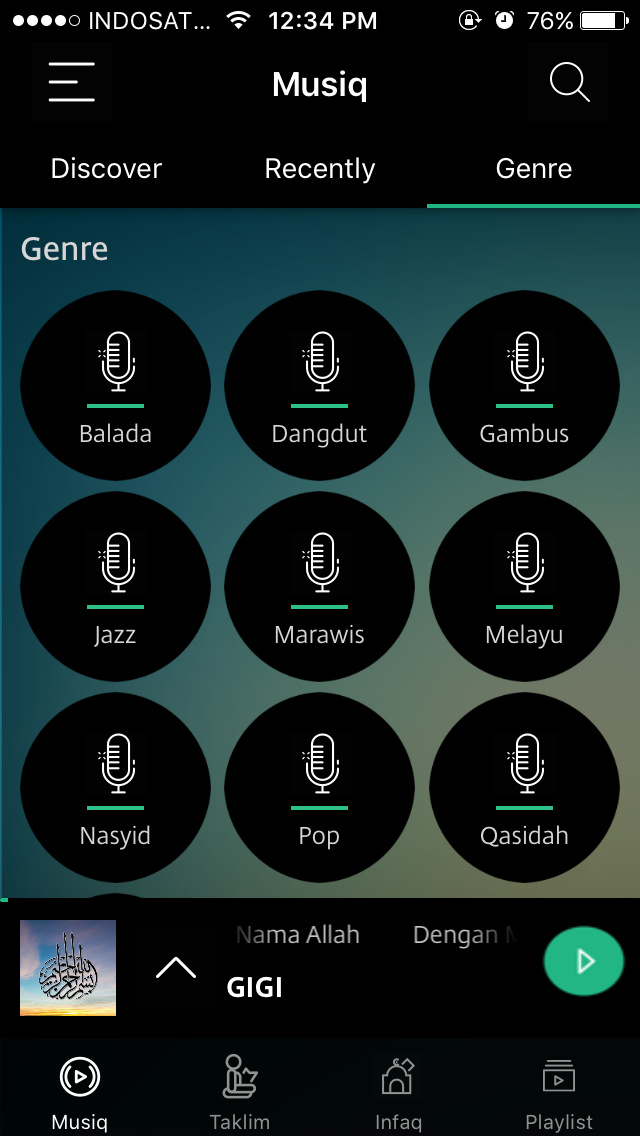 INDOSAT... 12:34 PM 76%
Musiq
Discover Recently Genre
Genre
Balada Dangdut Gambus
Jazz Marawis Melayu
Nasyid Pop Qasidah
Nama Allah Dengan
GIGI
Musiq Taklim Infaq Playlist